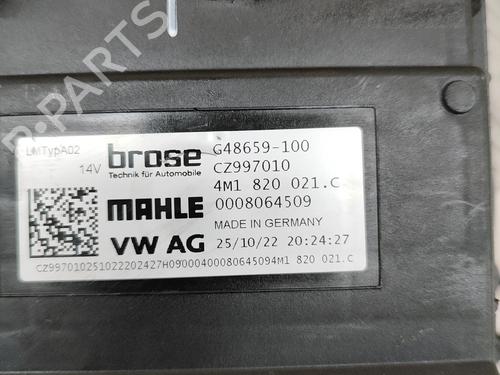 B-PARTS
LMTypA02
14V
brose
Technik für Automobile
G48659-100
CZ997010
4M1 820 021.C
MAHLE
0008064509
MADE IN GERMANY
VW AG
25/10/22 20:24:27
CZ997010251022202427H09000400080645094M1 820 021.C